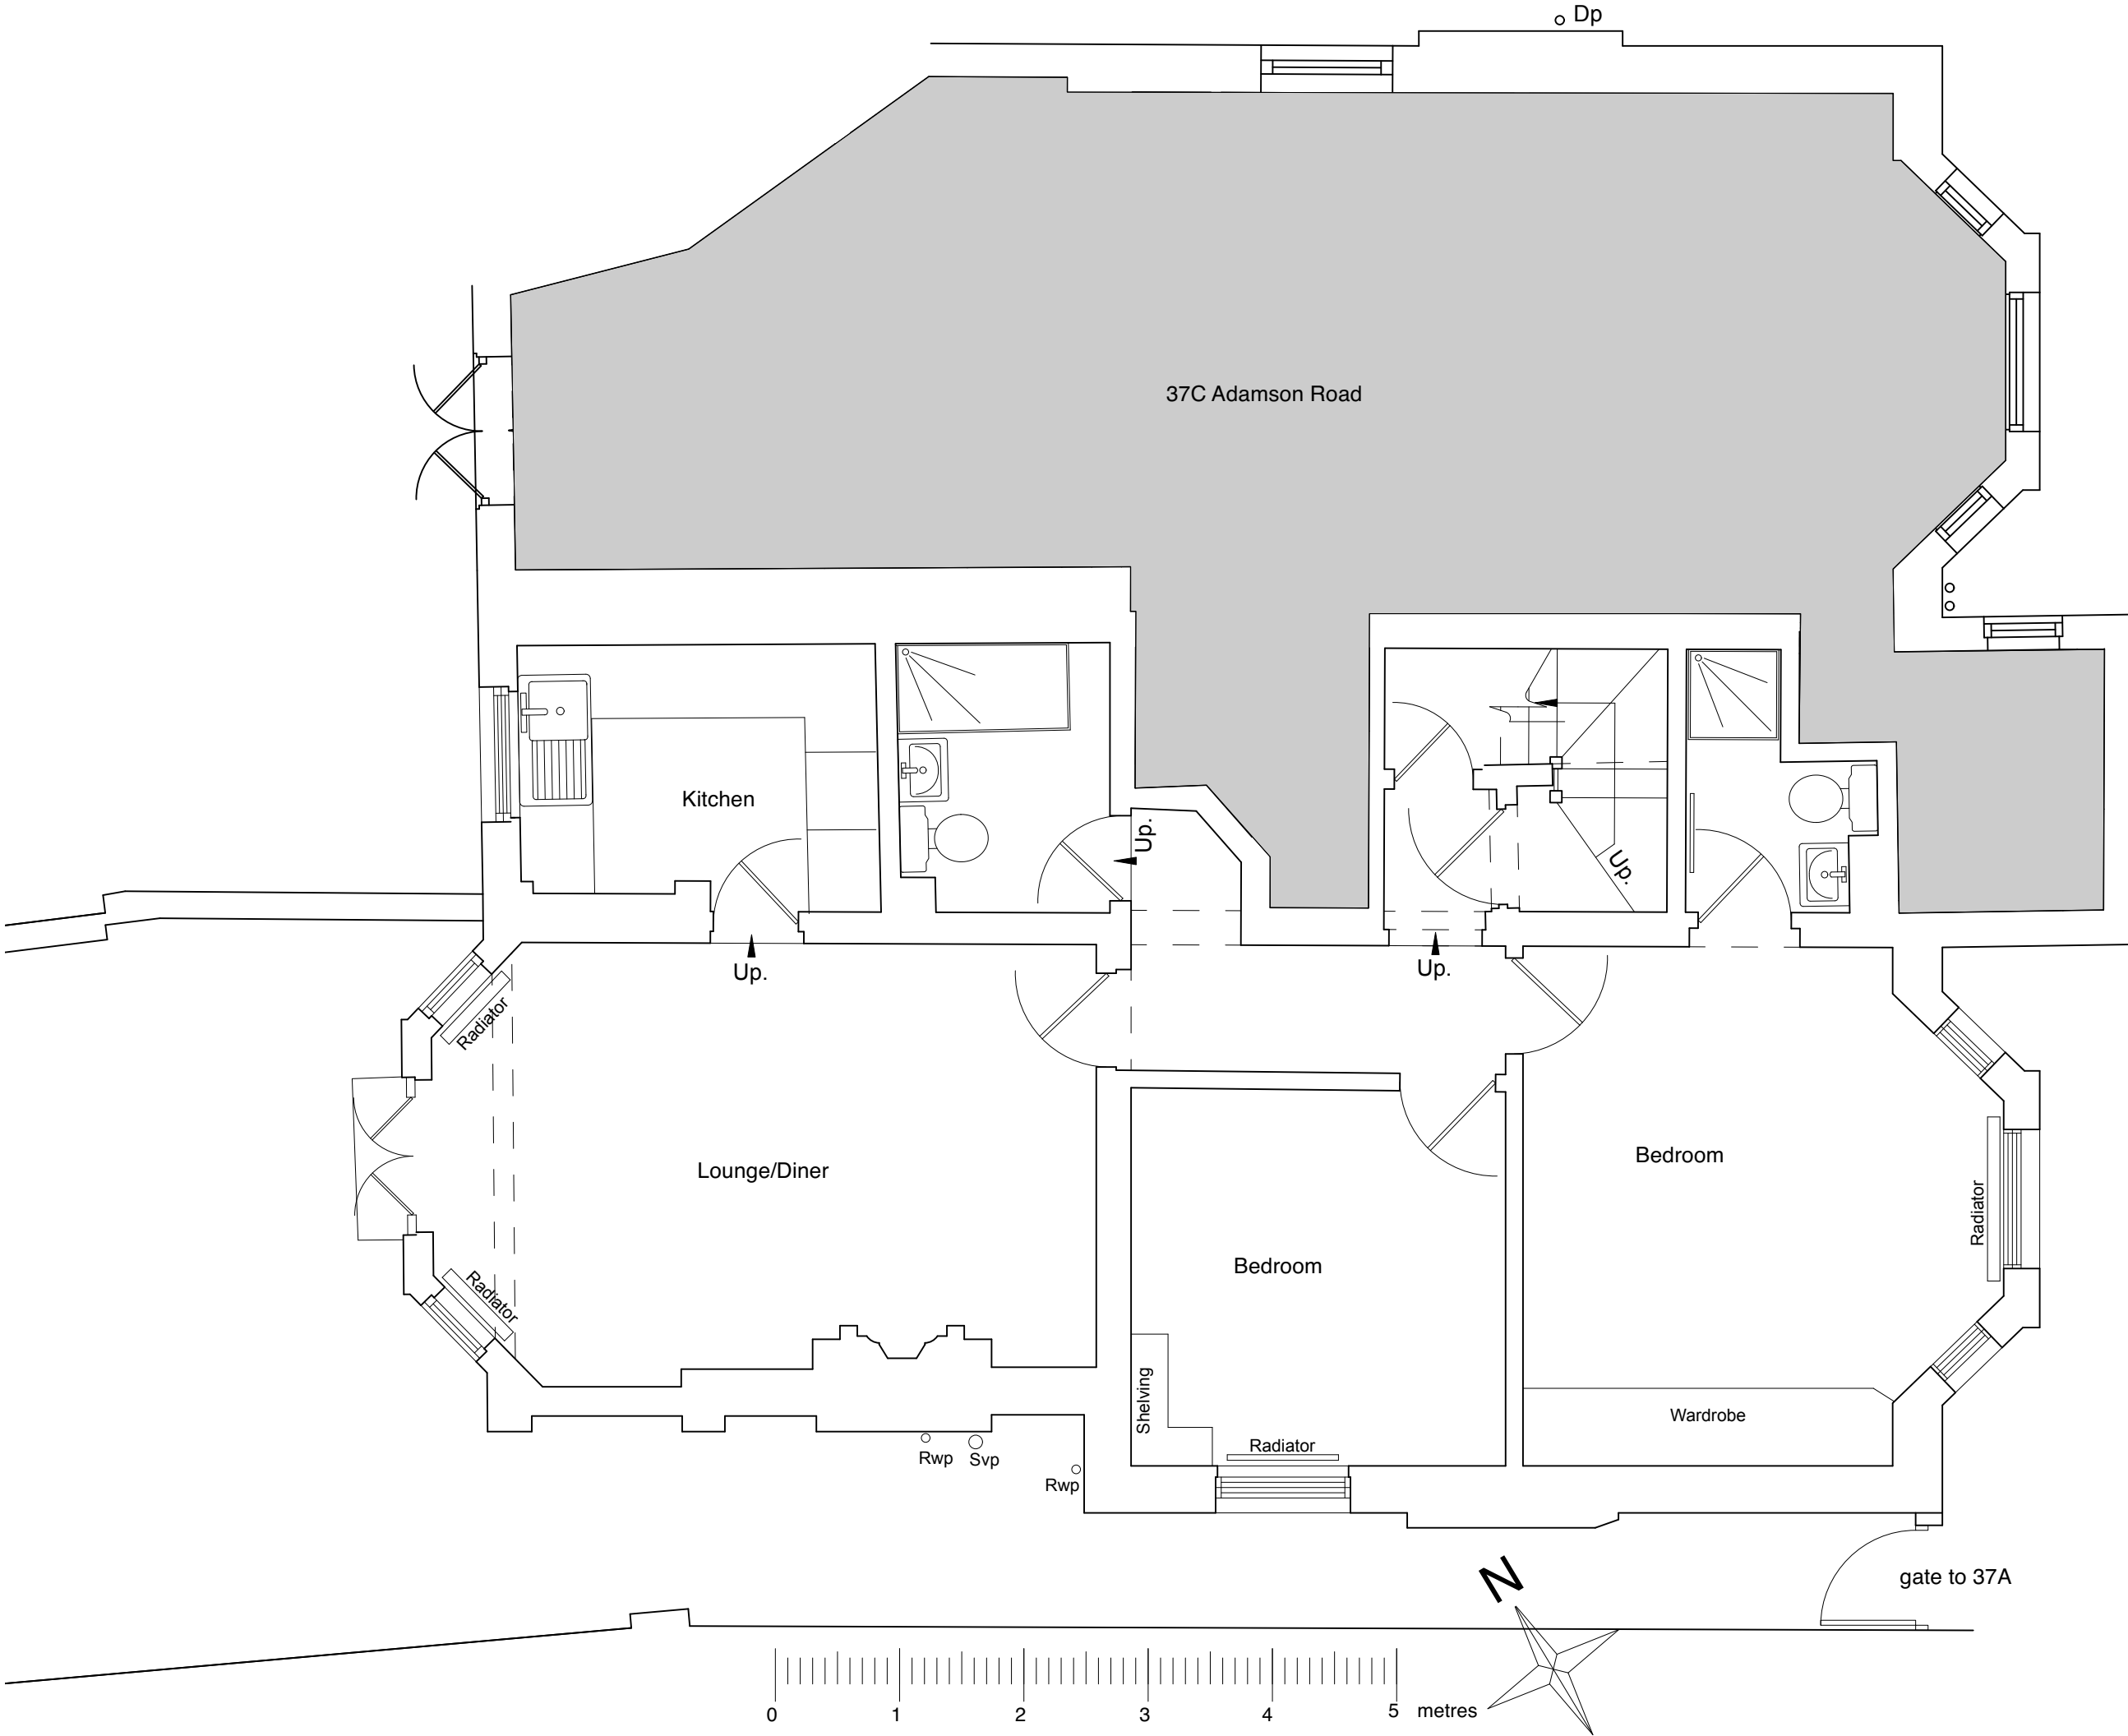 Dp
37C Adamson Road
Kitchen
Up.
Up.
Up.
Up.
Radiator
Lounge/Diner
Bedroom
Radiator
Bedroom
Radiator
Shelving
Wardrobe
Radiator
Rwp
Svp
Rwp
N
gate to 37A
0 1 2 3 4 5 metres